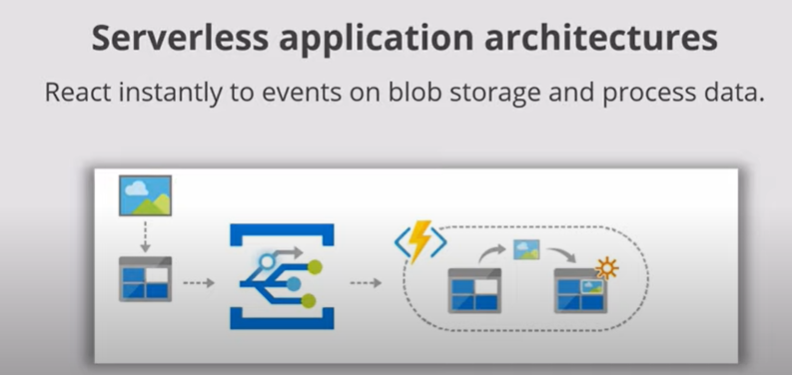 Serverless application architectures
React instantly to events on blob storage and process data.